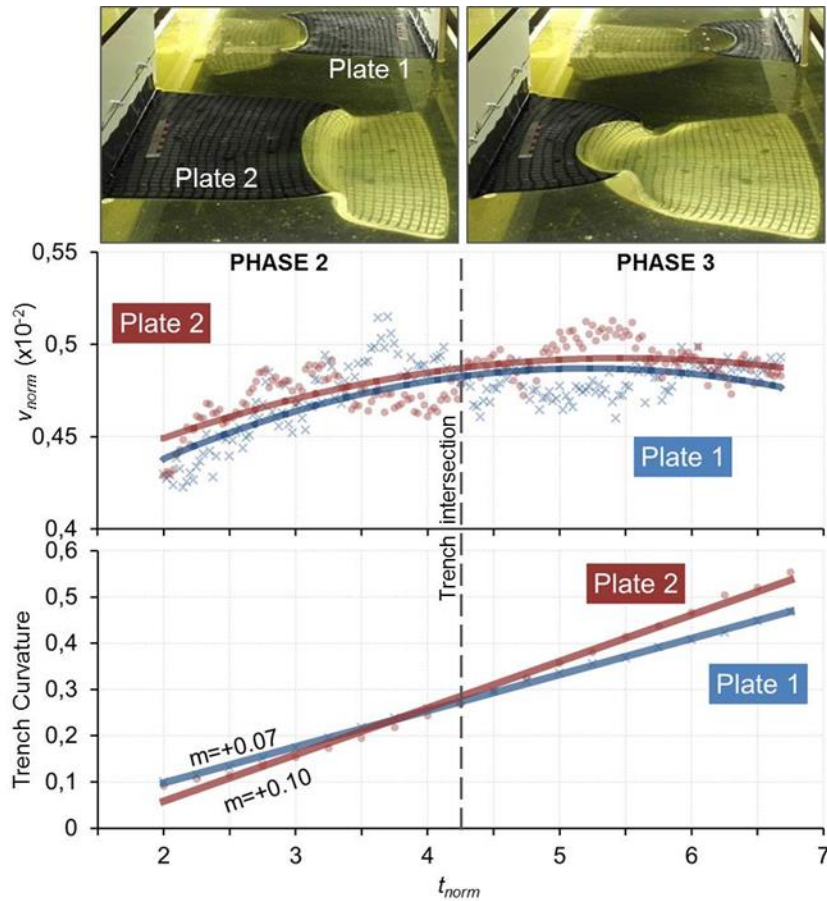 Plate 1
Plate 2
PHASE 2
PHASE 3
0,55
0,5
0,45
0,4
v_norm (x10⁻²)
Plate 2
Plate 1
Trench intersection
0,6
0,5
0,4
0,3
0,2
0,1
0
Trench Curvature
Plate 2
Plate 1
m=+0.07
m=+0.10
2 3 4 5 6 7
t_norm